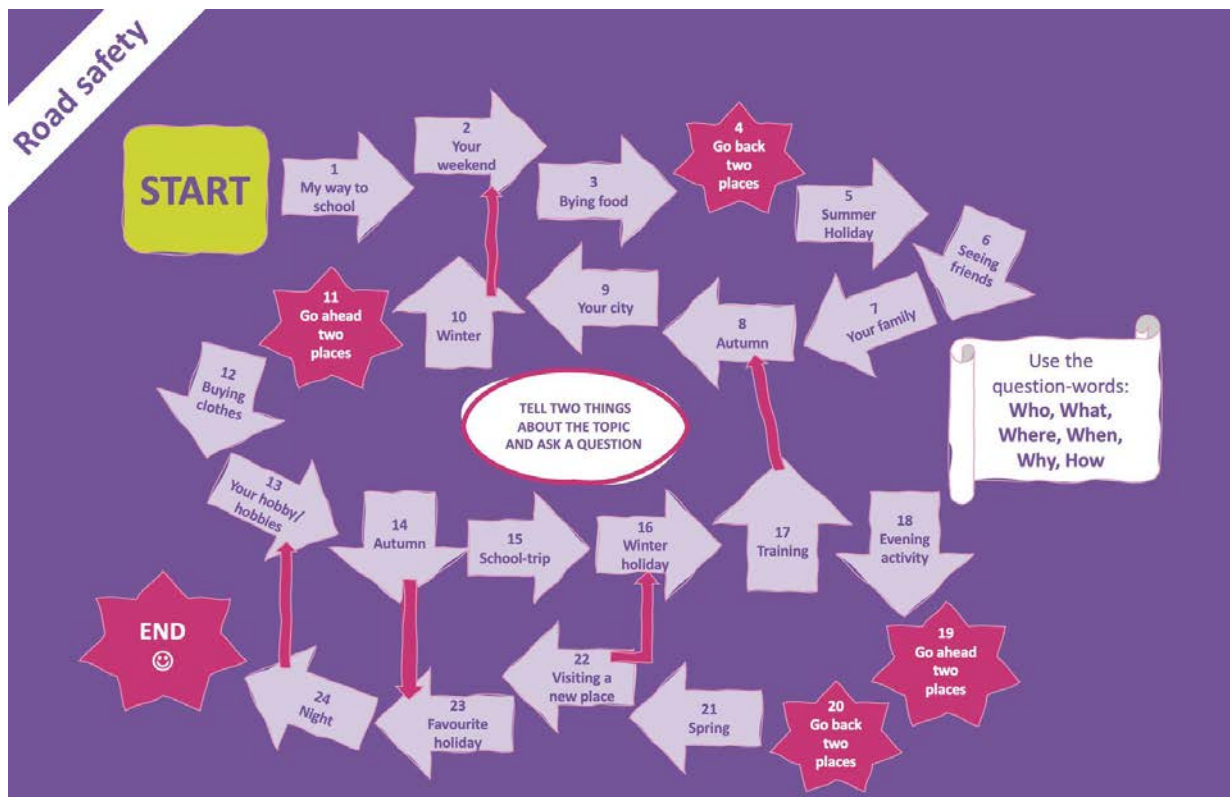 Road safety
START
1
My way to
school
2
Your
weekend
3
Bying food
4
Go back
two
places
5
Summer
Holiday
6
Seeing
friends
7
Your family
8
Autumn
9
Your city
10
Winter
11
Go ahead
two
places
12
Buying
clothes
13
Your hobby/
hobbies
14
Autumn
15
School-trip
16
Winter
holiday
17
Training
18
Evening
activity
19
Go ahead
two
places
20
Go back
two
places
21
Spring
22
Visiting a
new place
23
Favourite
holiday
24
Night
END
TELL TWO THINGS
ABOUT THE TOPIC
AND ASK A QUESTION
Use the
question-words:
Who, What,
Where, When,
Why, How